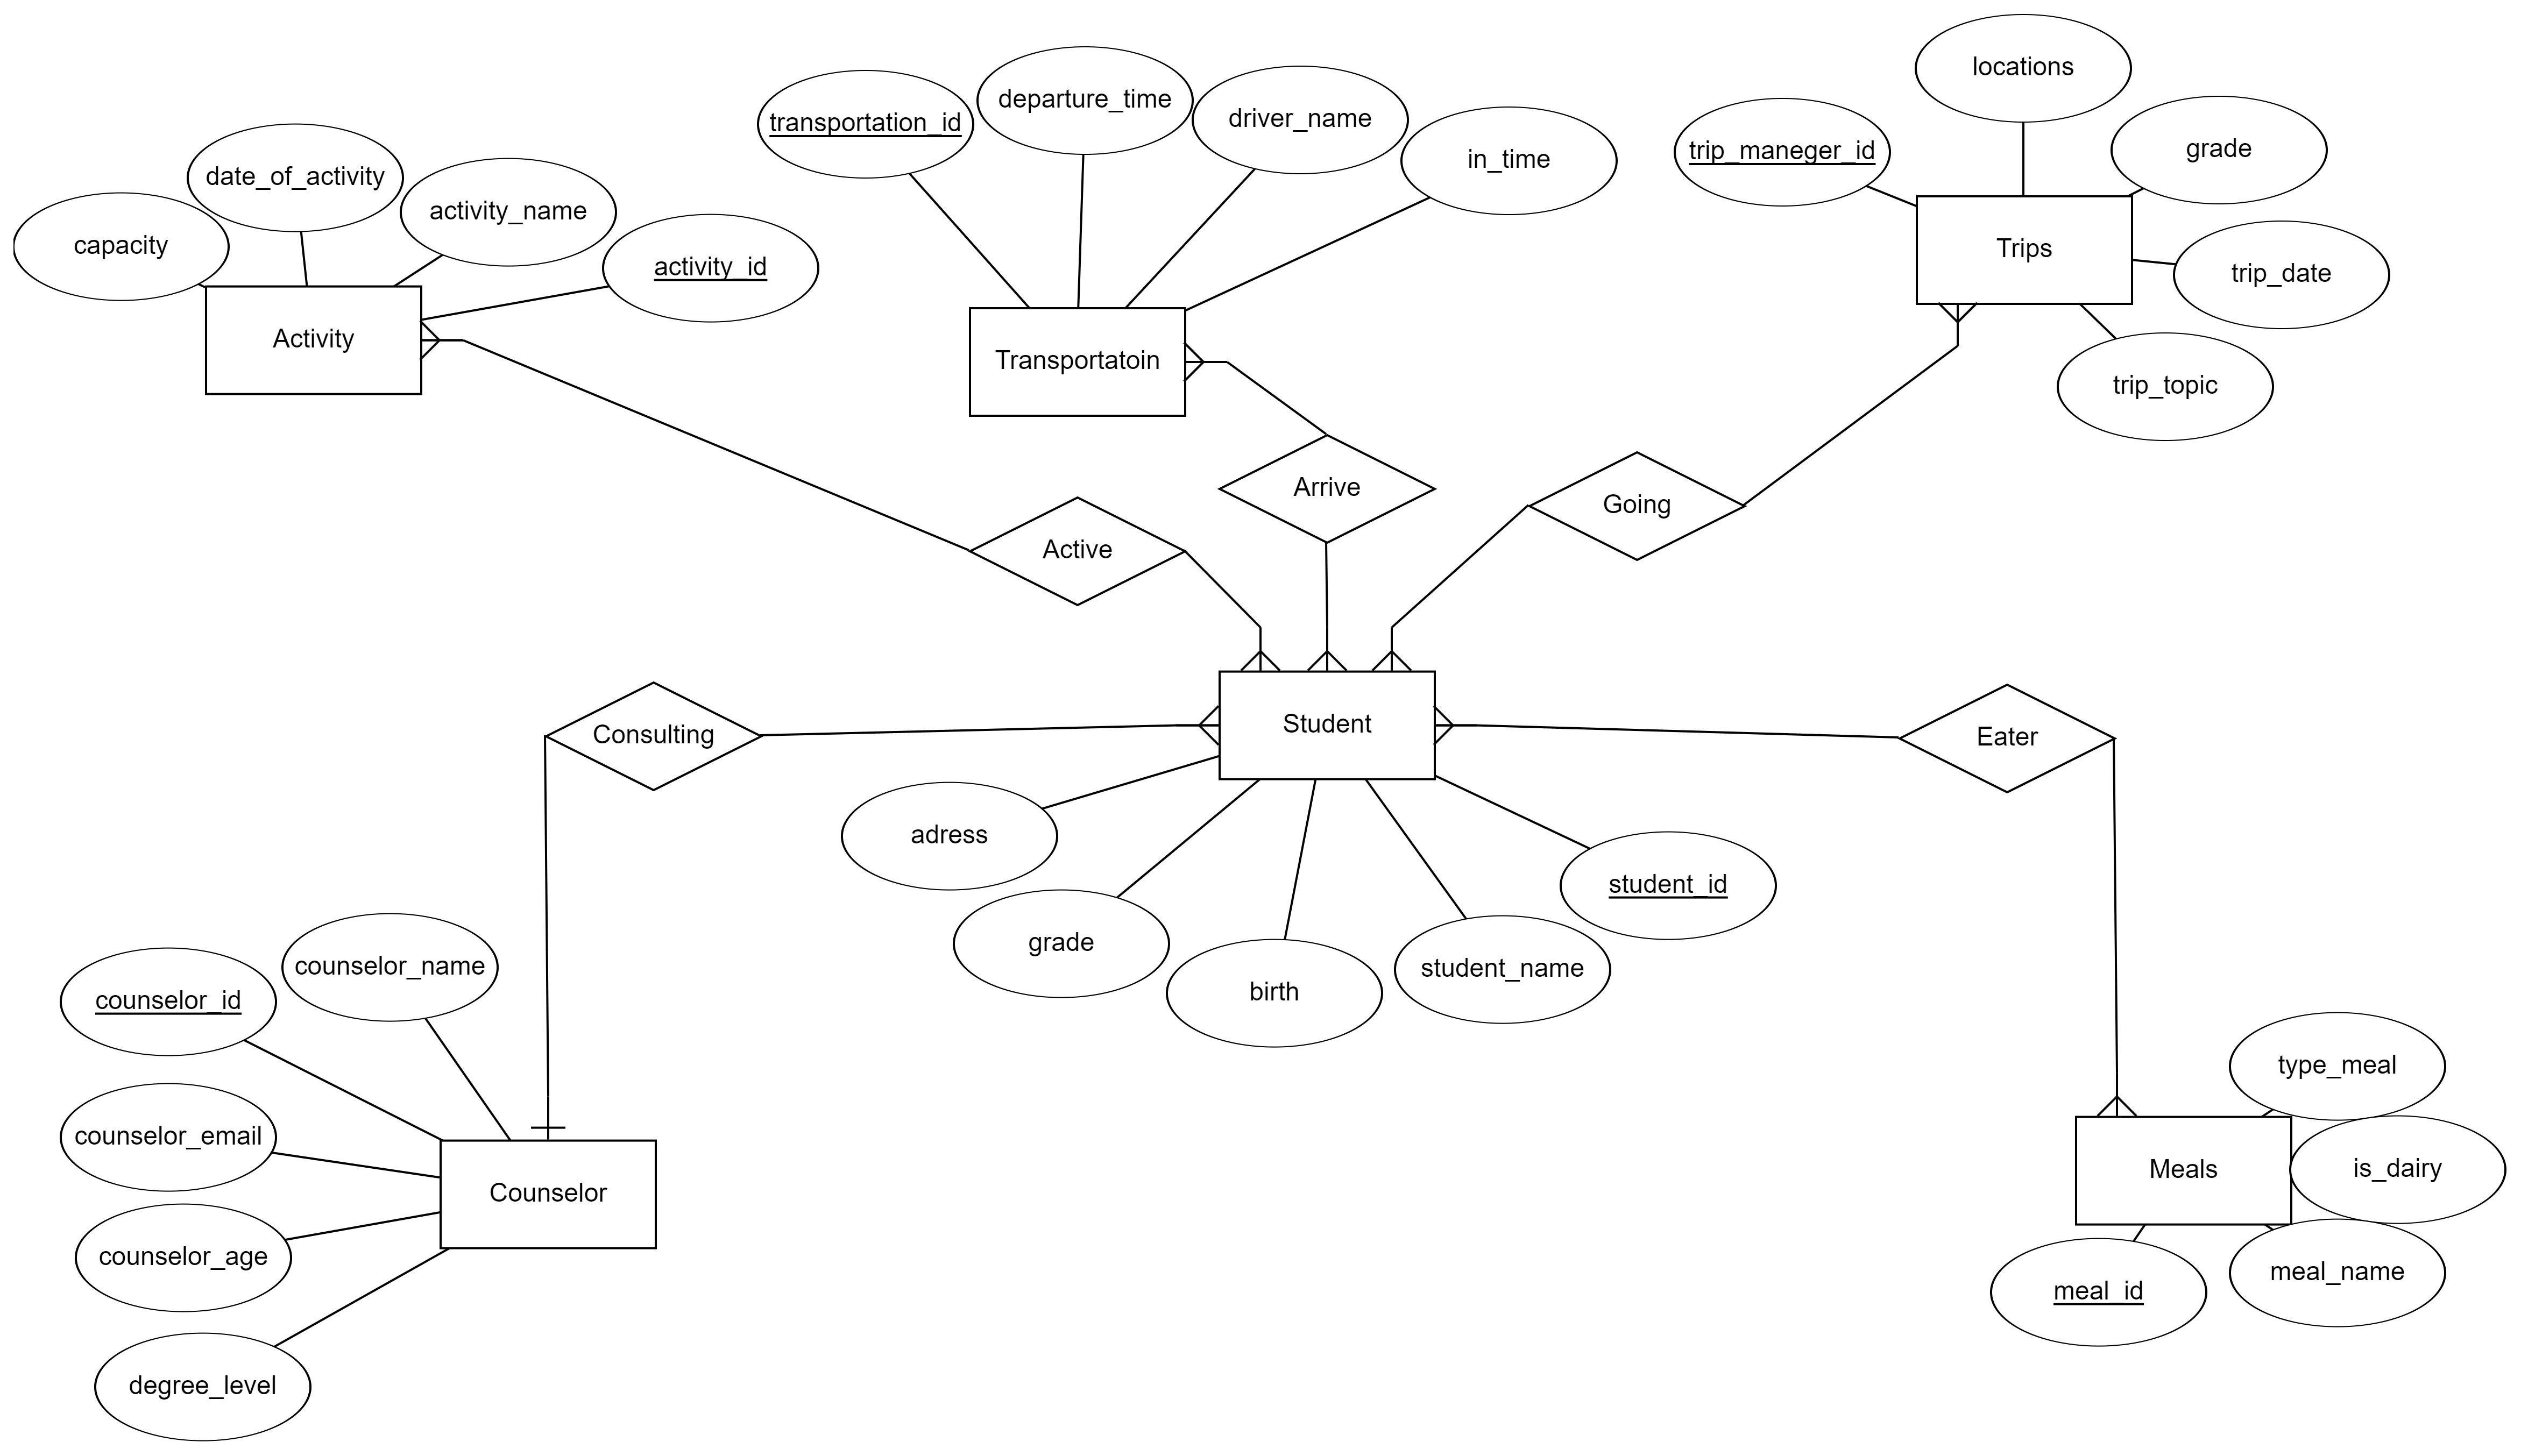 locations
departure_time
driver_name
transportation_id
trip_maneger_id
grade
in_time
date_of_activity
activity_name
capacity
activity_id
Trips
trip_date
Activity
Transportatoin
trip_topic
Arrive
Going
Active
Consulting
Student
Eater
adress
student_id
grade
student_name
birth
counselor_name
counselor_id
type_meal
counselor_email
Meals
is_dairy
Counselor
counselor_age
meal_name
meal_id
degree_level